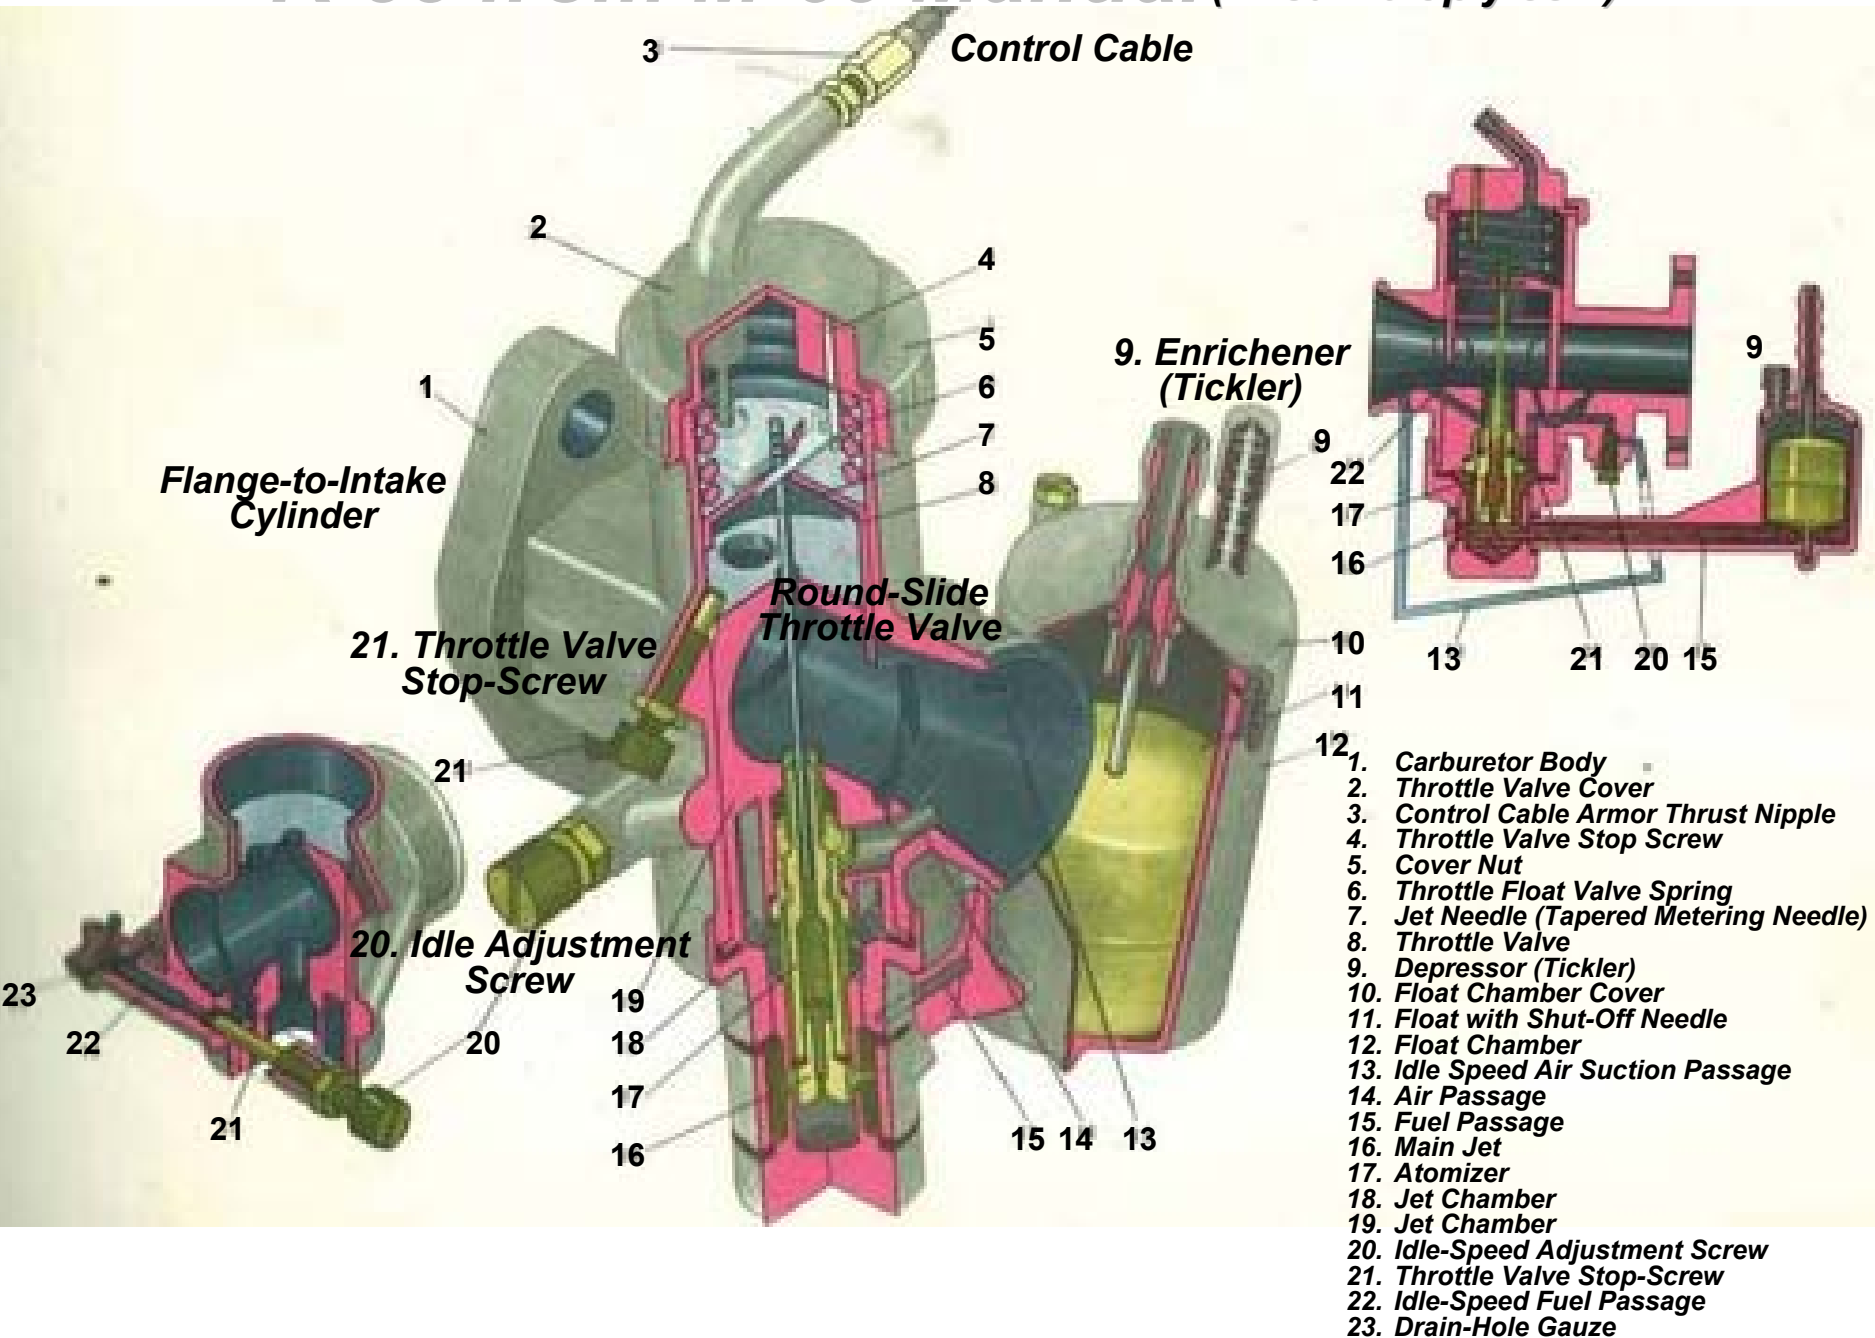 3
Control Cable
2
4
5
9. Enrichener
(Tickler)
9
1
6
7
8
9
22
17
16
Flange-to-Intake
Cylinder
Round-Slide
Throttle Valve
21. Throttle Valve
Stop-Screw
10
13
21
20
15
11
12
21
20. Idle Adjustment
Screw
23
22
21
20
19
18
17
16
15
14
13
1. Carburetor Body
2. Throttle Valve Cover
3. Control Cable Armor Thrust Nipple
4. Throttle Valve Stop Screw
5. Cover Nut
6. Throttle Float Valve Spring
7. Jet Needle (Tapered Metering Needle)
8. Throttle Valve
9. Depressor (Tickler)
10. Float Chamber Cover
11. Float with Shut-Off Needle
12. Float Chamber
13. Idle Speed Air Suction Passage
14. Air Passage
15. Fuel Passage
16. Main Jet
17. Atomizer
18. Jet Chamber
19. Jet Chamber
20. Idle-Speed Adjustment Screw
21. Throttle Valve Stop-Screw
22. Idle-Speed Fuel Passage
23. Drain-Hole Gauze